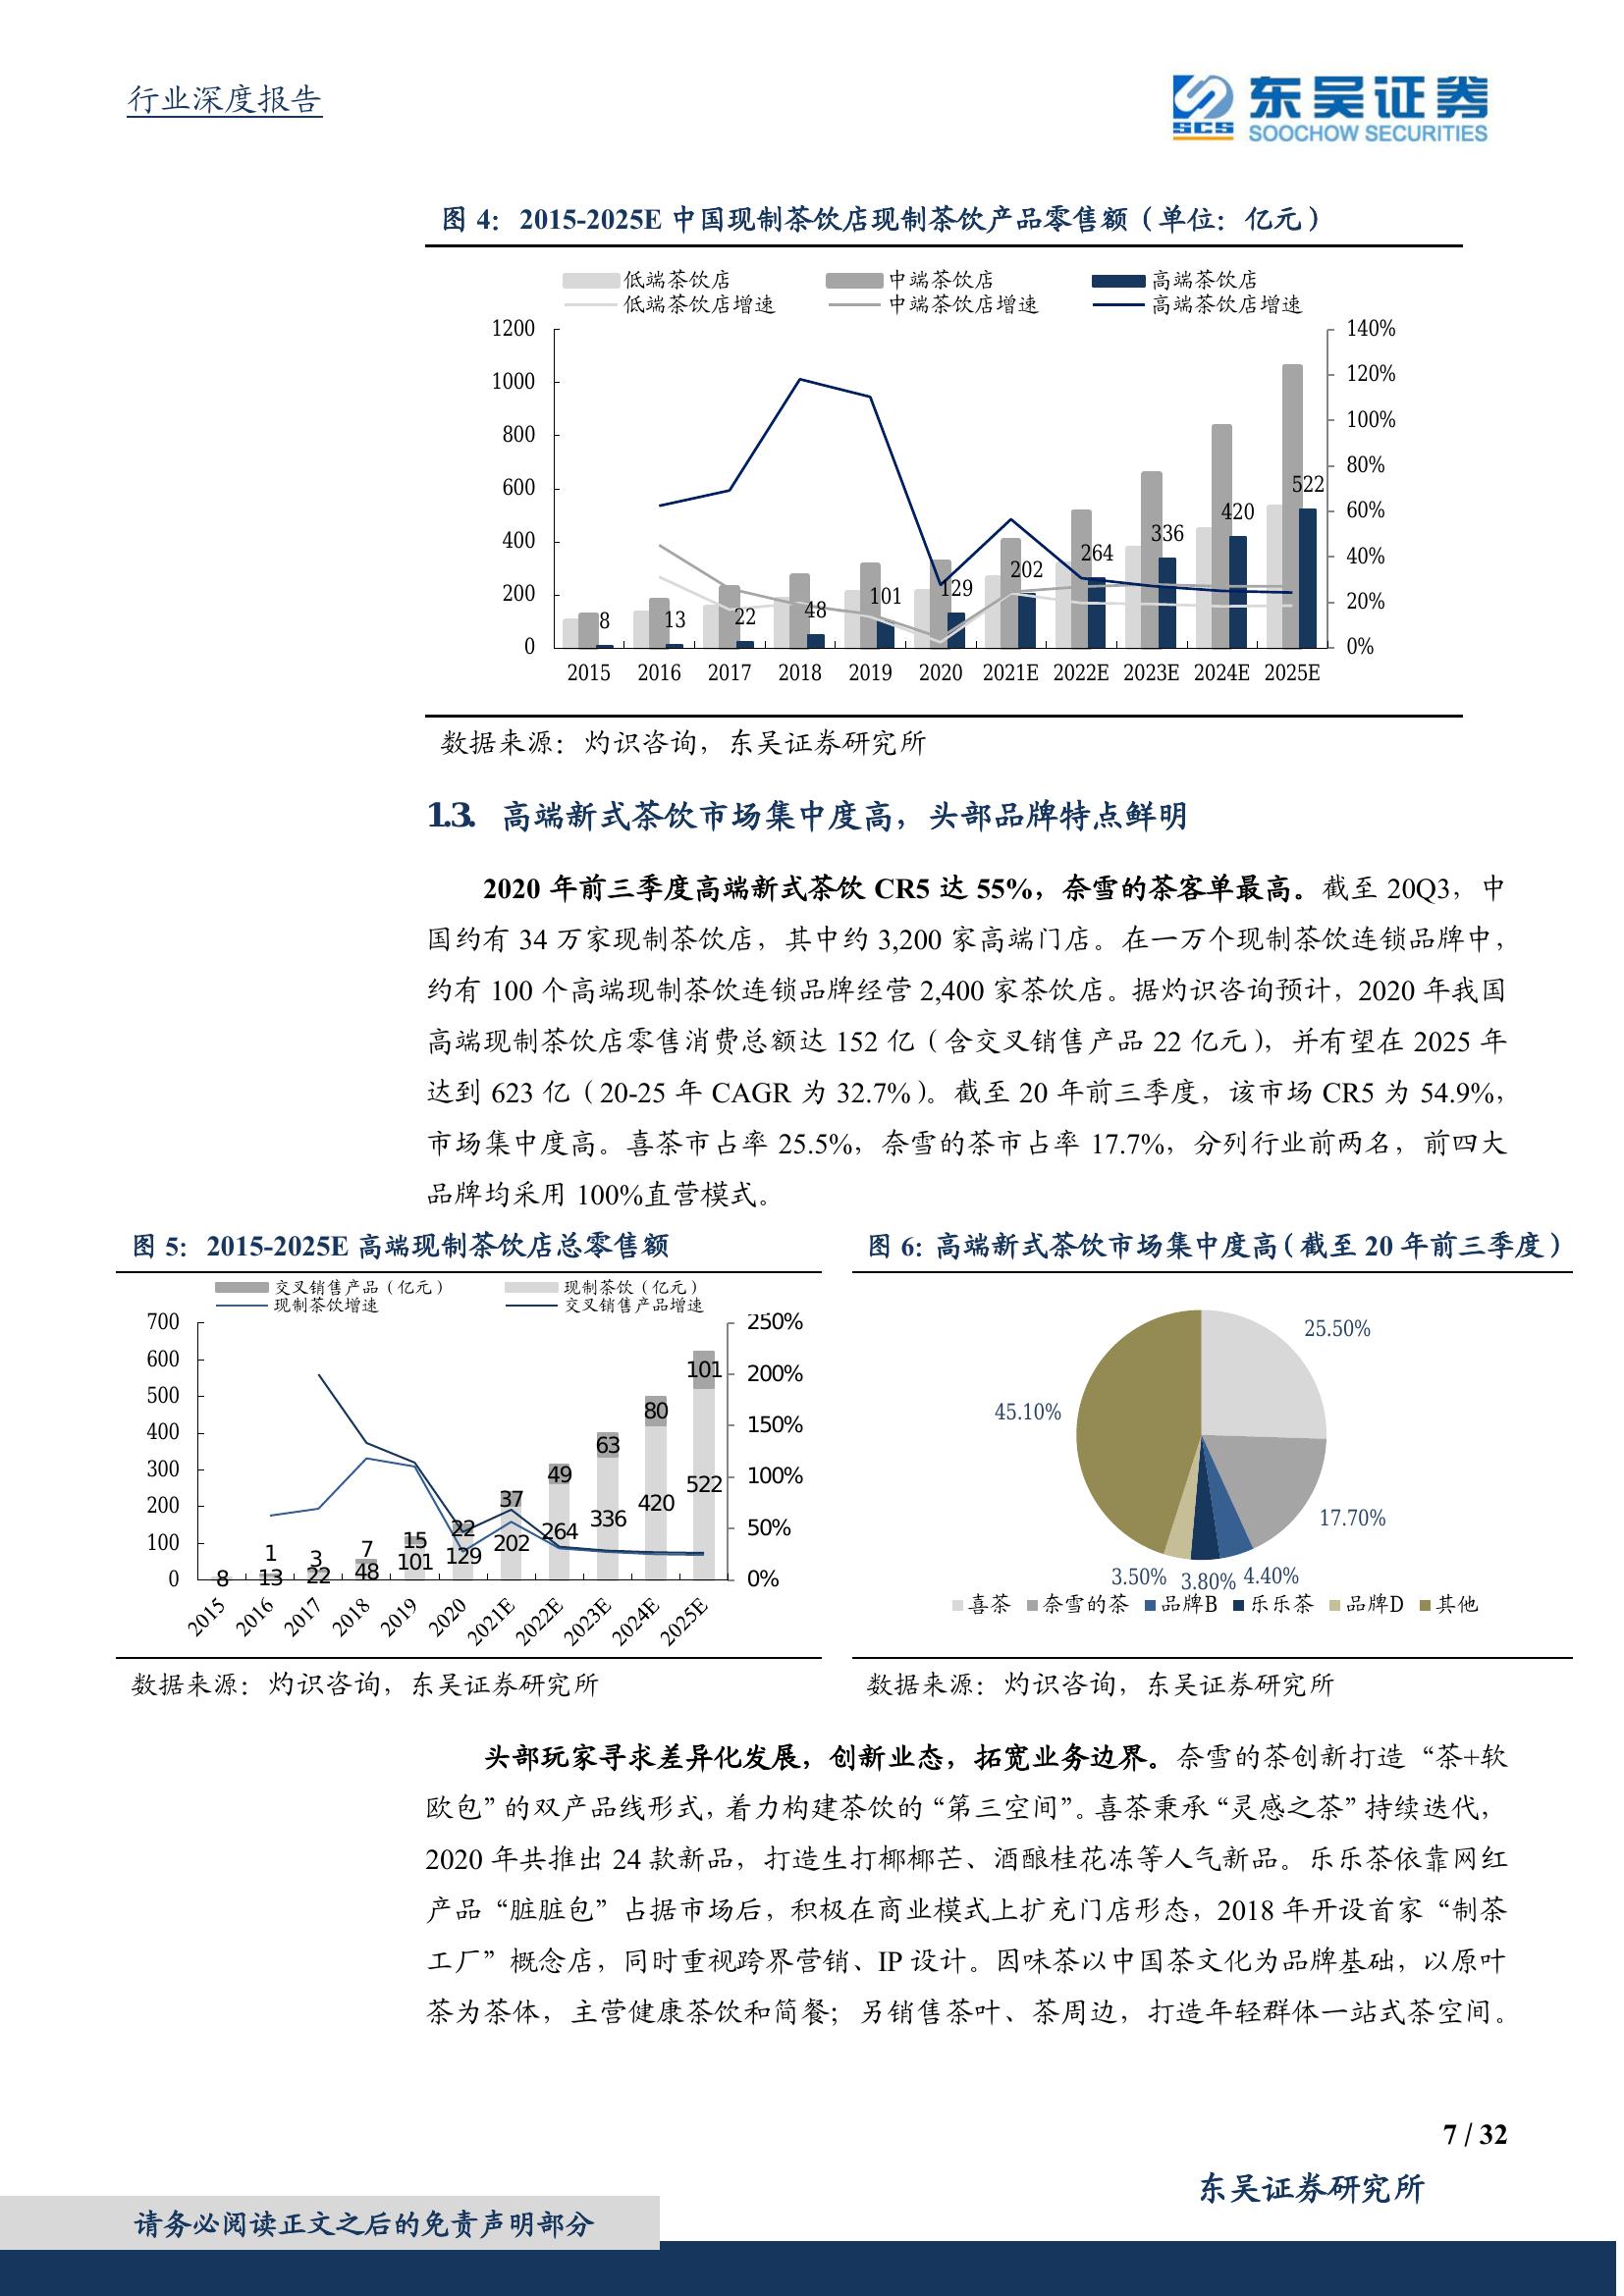 行业深度报告
东吴证券
SCS
SOOCHOW SECURITIES
图 4：2015-2025E 中国现制茶饮店现制茶饮产品零售额（单位：亿元）
低端茶饮店 中端茶饮店 高端茶饮店
低端茶饮店增速 中端茶饮店增速 高端茶饮店增速
1200 140%
120%
1000
100%
800
80%
600
522
60%
420
336
400
40%
264
202
200
20%
8 13 22 48 101 129
0 0%
2015 2016 2017 2018 2019 2020 2021E 2022E 2023E 2024E 2025E
数据来源：灼识咨询，东吴证券研究所
1.3. 高端新式茶饮市场集中度高，头部品牌特点鲜明
2020 年前三季度高端新式茶饮 CR5 达 55%，奈雪的茶客单最高。截至 20Q3，中
国约有 34 万家现制茶饮店，其中约 3,200 家高端门店。在一万个现制茶饮连锁品牌中，
约有 100 个高端现制茶饮连锁品牌经营 2,400 家茶饮店。据灼识咨询预计，2020 年我国
高端现制茶饮店零售消费总额达 152 亿（含交叉销售产品 22 亿元），并有望在 2025 年
达到 623 亿（20-25 年 CAGR 为 32.7%）。截至 20 年前三季度，该市场 CR5 为 54.9%，
市场集中度高。喜茶市占率 25.5%，奈雪的茶市占率 17.7%，分列行业前两名，前四大
品牌均采用 100%直营模式。
图 5：2015-2025E 高端现制茶饮店总零售额
交叉销售产品（亿元） 现制茶饮（亿元）
现制茶饮增速 交叉销售产品增速
700 250%
600
101 200%
500
80
400 150%
63
49
300 100%
37
522
200
420
336
50%
264
22
202
100
15
129
101
7
3
1
48
22
13
8
0 0%
2015 2016 2017 2018 2019 2020 2021E 2022E 2023E 2024E 2025E
数据来源：灼识咨询，东吴证券研究所
图 6：高端新式茶饮市场集中度高（截至 20 年前三季度）
25.50%
45.10%
17.70%
3.50% 3.80% 4.40%
喜茶 奈雪的茶 品牌B 乐乐茶 品牌D 其他
数据来源：灼识咨询，东吴证券研究所
头部玩家寻求差异化发展，创新业态，拓宽业务边界。奈雪的茶创新打造“茶+软
欧包”的双产品线形式，着力构建茶饮的“第三空间”。喜茶秉承“灵感之茶”持续迭代，
2020 年共推出 24 款新品，打造生打椰椰芒、酒酿桂花冻等人气新品。乐乐茶依靠网红
产品“脏脏包”占据市场后，积极在商业模式上扩充门店形态，2018 年开设首家“制茶
工厂”概念店，同时重视跨界营销、IP 设计。因味茶以中国茶文化为品牌基础，以原叶
茶为茶体，主营健康茶饮和简餐；另销售茶叶、茶周边，打造年轻群体一站式茶空间。
7 / 32
东吴证券研究所
请务必阅读正文之后的免责声明部分